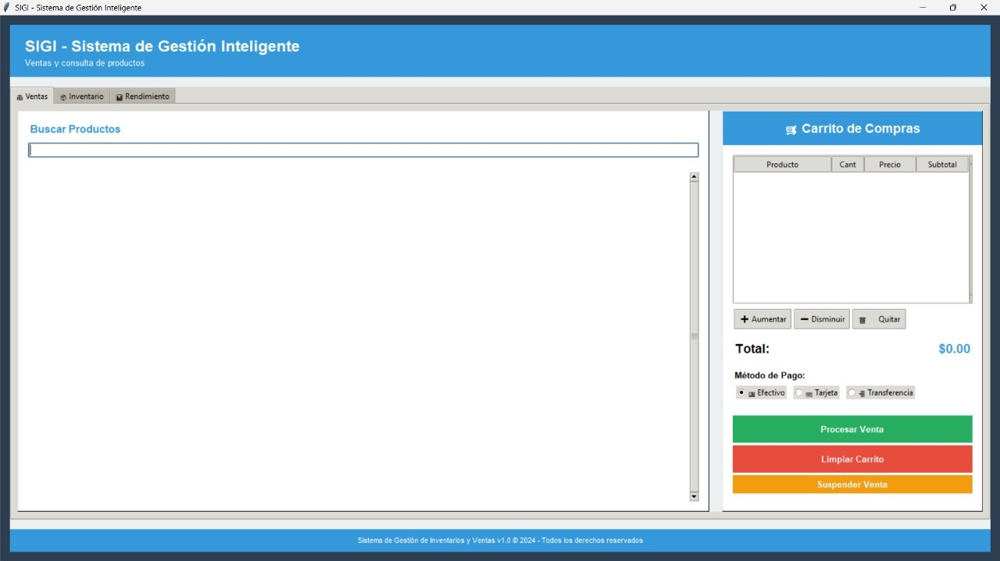 SIGI - Sistema de Gestión Inteligente
SIGI - Sistema de Gestión Inteligente
Ventas y consulta de productos
Ventas Inventario Rendimiento
Buscar Productos
Carrito de Compras
Producto Cant Precio Subtotal
Aumentar Disminuir Quitar
Total: $0.00
Método de Pago:
Efectivo Tarjeta Transferencia
Procesar Venta
Limpiar Carrito
Suspender Venta
Sistema de Gestión de Inventarios y Ventas v1.0 © 2024 - Todos los derechos reservados